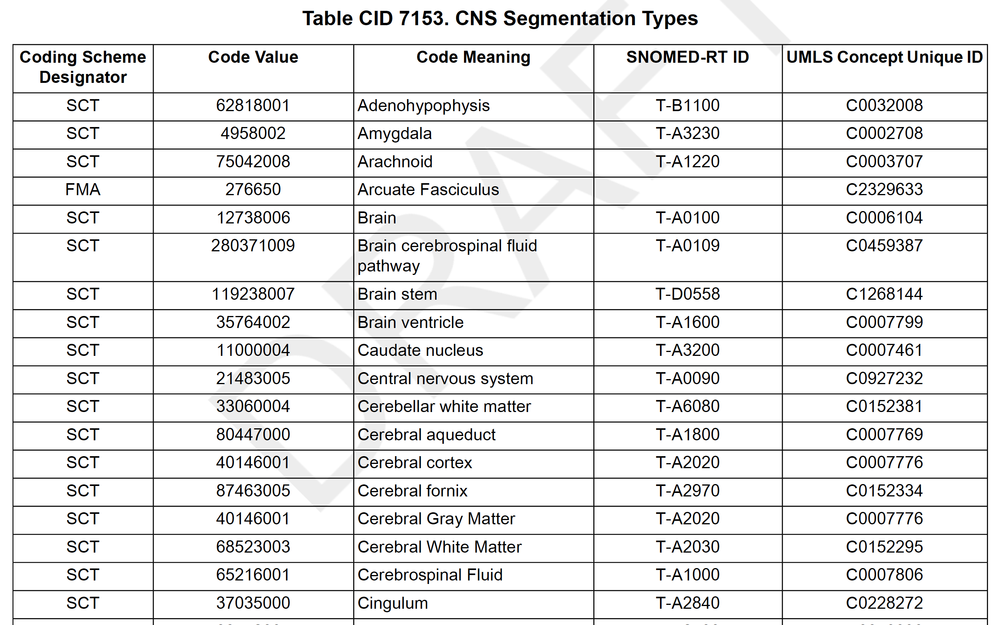 Table CID 7153. CNS Segmentation Types
Coding Scheme Designator | Code Value | Code Meaning | SNOMED-RT ID | UMLS Concept Unique ID
SCT | 62818001 | Adenohypophysis | T-B1100 | C0032008
SCT | 4958002 | Amygdala | T-A3230 | C0002708
SCT | 75042008 | Arachnoid | T-A1220 | C0003707
FMA | 276650 | Arcuate Fasciculus | | C2329633
SCT | 12738006 | Brain | T-A0100 | C0006104
SCT | 280371009 | Brain cerebrospinal fluid pathway | T-A0109 | C0459387
SCT | 119238007 | Brain stem | T-D0558 | C1268144
SCT | 35764002 | Brain ventricle | T-A1600 | C0007799
SCT | 11000004 | Caudate nucleus | T-A3200 | C0007461
SCT | 21483005 | Central nervous system | T-A0090 | C0927232
SCT | 33060004 | Cerebellar white matter | T-A6080 | C0152381
SCT | 80447000 | Cerebral aqueduct | T-A1800 | C0007769
SCT | 40146001 | Cerebral cortex | T-A2020 | C0007776
SCT | 87463005 | Cerebral fornix | T-A2970 | C0152334
SCT | 40146001 | Cerebral Gray Matter | T-A2020 | C0007776
SCT | 68523003 | Cerebral White Matter | T-A2030 | C0152295
SCT | 65216001 | Cerebrospinal Fluid | T-A1000 | C0007806
SCT | 37035000 | Cingulum | T-A2840 | C0228272
DRAFT